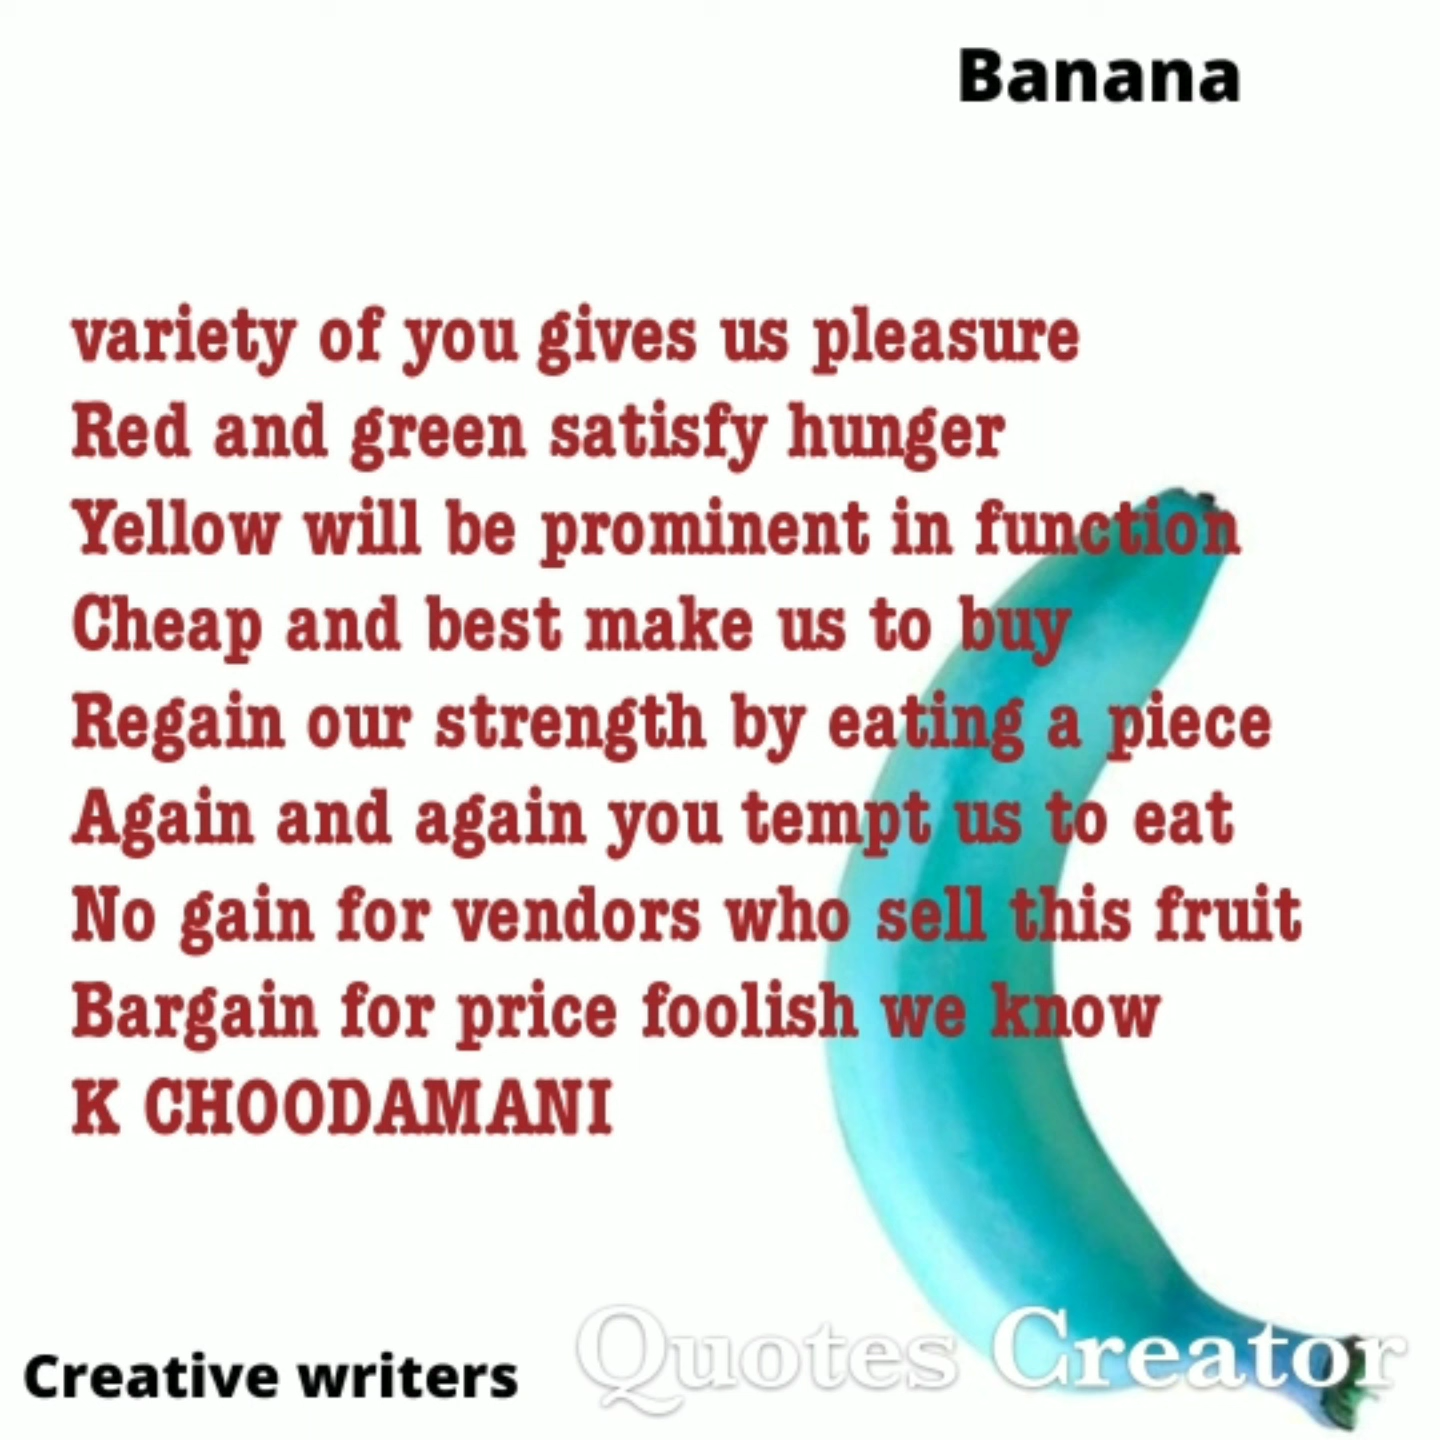 Banana
variety of you gives us pleasure
Red and green satisfy hunger
Yellow will be prominent in function
Cheap and best make us to buy
Regain our strength by eating a piece
Again and again you tempt us to eat
No gain for vendors who sell this fruit
Bargain for price foolish we know
K CHOODAMANI
Creative writers
Quotes Creator